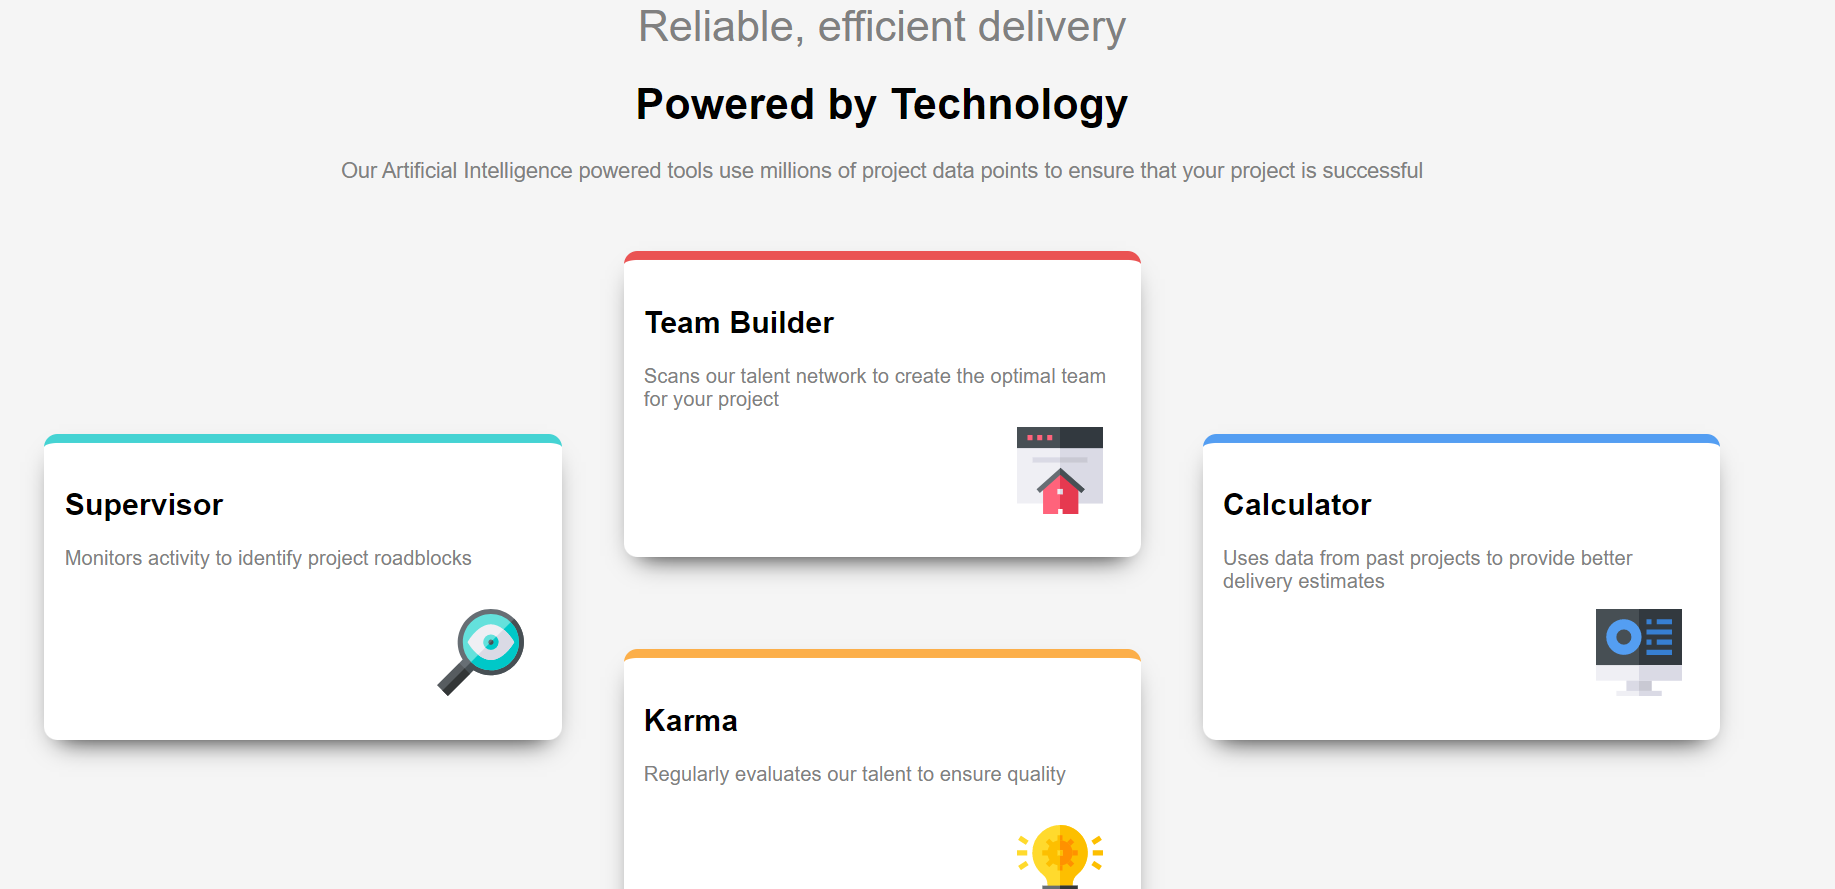 Reliable, efficient delivery
Powered by Technology
Our Artificial Intelligence powered tools use millions of project data points to ensure that your project is successful
Team Builder
Scans our talent network to create the optimal team
for your project
Supervisor
Monitors activity to identify project roadblocks
Calculator
Uses data from past projects to provide better
delivery estimates
Karma
Regularly evaluates our talent to ensure quality